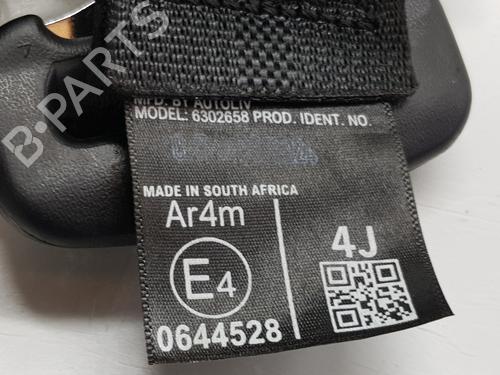 B-PARTS
MFD. BY AUTOLIV
MODEL: 6302658 PROD. IDENT. NO.
MADE IN SOUTH AFRICA
Ar4m
E4
4J
0644528